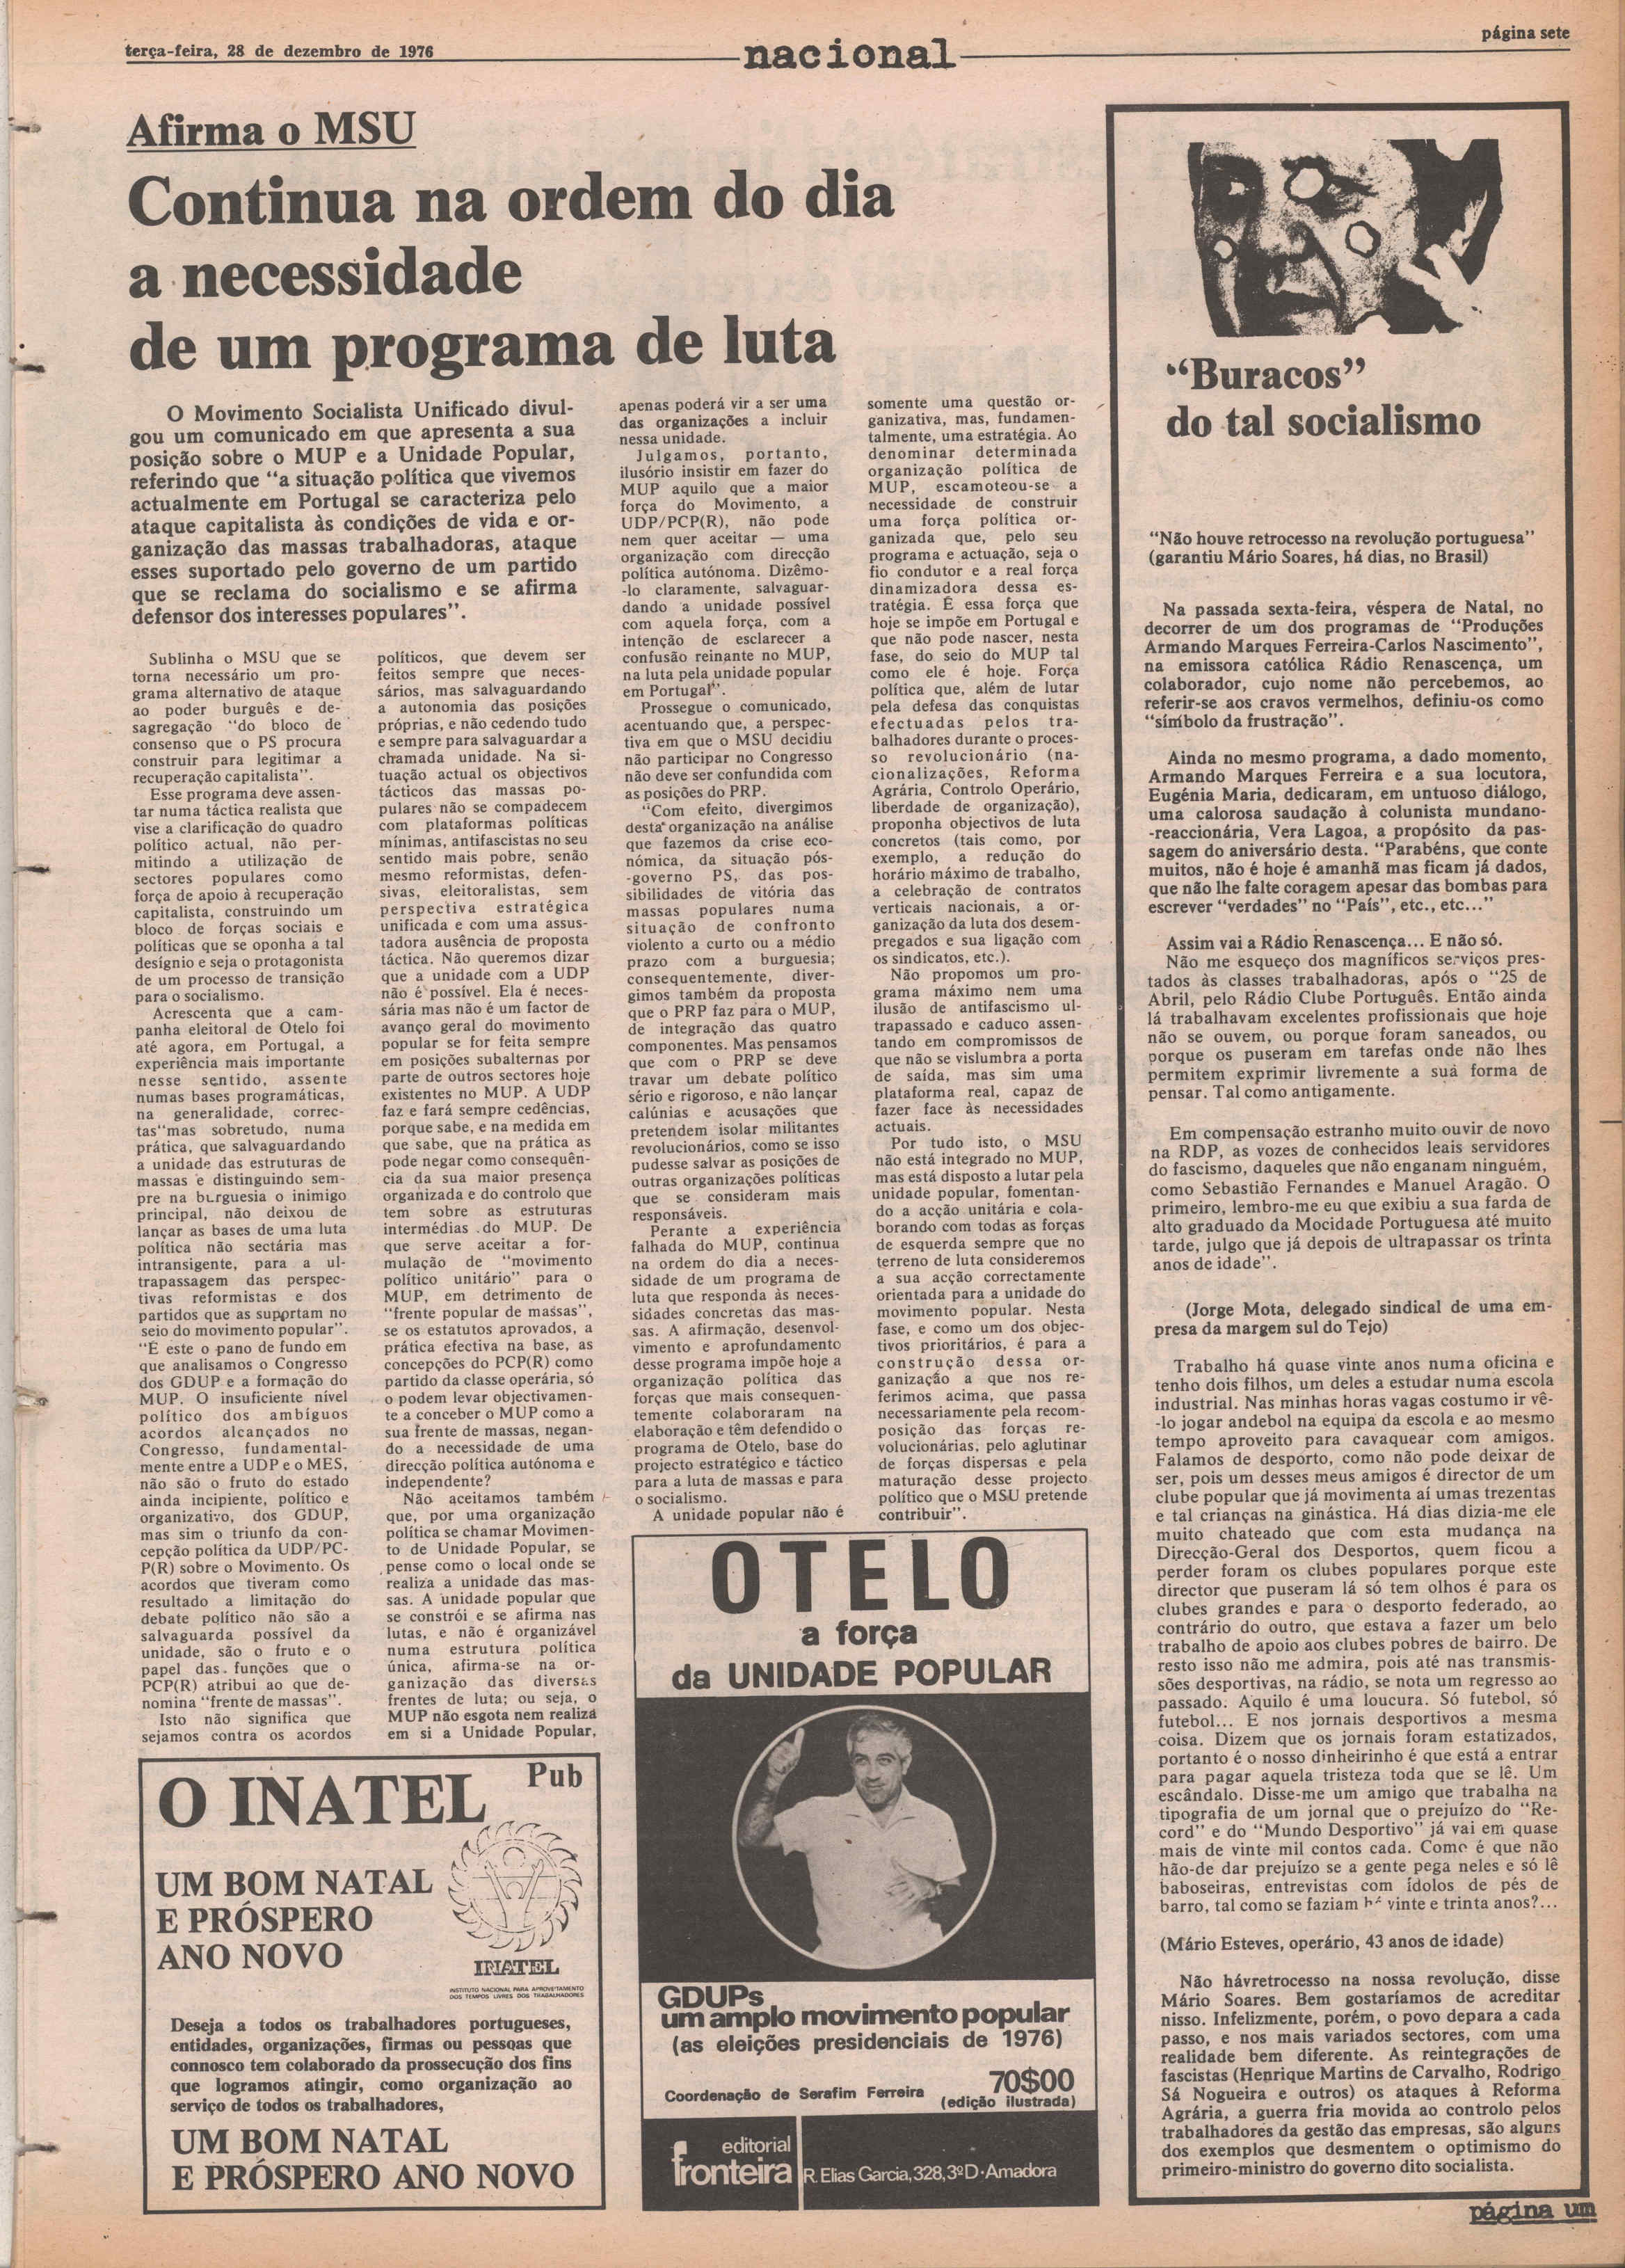 terça-feira, 28 de dezembro de 1976
nacional
página sete
Afirma o MSU
Continua na ordem do dia
a necessidade
de um programa de luta
O Movimento Socialista Unificado divul-
gou um comunicado em que apresenta a sua
posição sobre o MUP e a Unidade Popular,
referindo que "a situação política que vivemos
actualmente em Portugal se caracteriza pelo
ataque capitalista às condições de vida e or-
ganização das massas trabalhadoras, ataque
esses suportado pelo governo de um partido
que se reclama do socialismo e se afirma
defensor dos interesses populares".
Sublinha o MSU que se
torna necessário um pro-
grama alternativo de ataque
ao poder burguês e de-
sagregação "do bloco de
consenso que o PS procura
construir para legitimar a
recuperação capitalista".
Esse programa deve assen-
tar numa táctica realista que
vise a clarificação do quadro
político actual, não per-
mitindo a utilização de
sectores populares como
força de apoio à recuperação
capitalista, construindo um
bloco de forças sociais e
políticas que se oponha a tal
desígnio e seja o protagonista
de um processo de transição
para o socialismo.
Acrescenta que a cam-
panha eleitoral de Otelo foi
até agora, em Portugal, a
experiência mais importante
nesse sentido, assente
numas bases programáticas,
na generalidade, correc-
tas"mas sobretudo, numa
prática, que salvaguardando
a unidade das estruturas de
massas e distinguindo sem-
pre na burguesia o inimigo
principal, não deixou de
lançar as bases de uma luta
política não sectária mas
intransigente, para a ul-
trapassagem das perspec-
tivas reformistas e dos
partidos que as suportam no
seio do movimento popular".
"É este o pano de fundo em
que analisamos o Congresso
dos GDUP e a formação do
MUP. O insuficiente nível
político dos ambíguos
acordos alcançados no
Congresso, fundamental-
mente entre a UDP e o MES,
não são o fruto do estado
ainda incipiente, político e
organizativo, dos GDUP,
mas sim o triunfo da con-
cepção política da UDP/PC-
P(R) sobre o Movimento. Os
acordos que tiveram como
resultado a limitação do
debate político não são a
salvaguarda possível da
unidade, são o fruto e o
papel das funções que o
PCP(R) atribui ao que de-
nomina "frente de massas".
Isto não significa que
sejamos contra os acordos
políticos, que devem ser
feitos sempre que neces-
sários, mas salvaguardando
a autonomia das posições
próprias, e não cedendo tudo
e sempre para salvaguardar a
chamada unidade. Na si-
tuação actual os objectivos
tácticos das massas po-
pulares não se compadecem
com plataformas políticas
mínimas, antifascistas no seu
sentido mais pobre, senão
mesmo reformistas, defen-
sivas, eleitoralistas, sem
perspectiva estratégica
unificada e com uma assus-
tadora ausência de proposta
táctica. Não queremos dizar
que a unidade com a UDP
não é possível. Ela é neces-
sária mas não é um factor de
avanço geral do movimento
popular se for feita sempre
em posições subalternas por
parte de outros sectores hoje
existentes no MUP. A UDP
faz e fará sempre cedências,
porque sabe, e na medida em
que sabe, que na prática as
pode negar como consequên-
cia da sua maior presença
organizada e do controlo que
tem sobre as estruturas
intermédias do MUP. De
que serve aceitar a for-
mulação de "movimento
político unitário" para o
MUP, em detrimento de
"frente popular de massas",
se os estatutos aprovados, a
prática efectiva na base, as
concepções do PCP(R) como
partido da classe operária, só
o podem levar objectivamen-
te a conceber o MUP como a
sua frente de massas, negan-
do a necessidade de uma
direcção política autónoma e
independente?
Não aceitamos também
que, por uma organização
política se chamar Movimen-
to de Unidade Popular, se
pense como o local onde se
realiza a unidade das mas-
sas. A unidade popular que
se constrói e se afirma nas
lutas, e não é organizável
numa estrutura política
única, afirma-se na or-
ganização das diversas
frentes de luta; ou seja, o
MUP não esgota nem realiza
em si a Unidade Popular,
apenas poderá vir a ser uma
das organizações a incluir
nessa unidade.
Julgamos, portanto,
ilusório insistir em fazer do
MUP aquilo que a maior
força do Movimento, a
UDP/PCP(R), não pode
nem quer aceitar — uma
organização com direcção
política autónoma. Dizêmo-
-lo claramente, salvaguar-
dando a unidade possível
com aquela força, com a
intenção de esclarecer a
confusão reinante no MUP,
na luta pela unidade popular
em Portugal".
Prossegue o comunicado,
acentuando que, a perspec-
tiva em que o MSU decidiu
não participar no Congresso
não deve ser confundida com
as posições do PRP.
"Com efeito, divergimos
desta organização na análise
que fazemos da crise eco-
nómica, da situação pós-
-governo PS, das pos-
sibilidades de vitória das
massas populares numa
situação de confronto
violento a curto ou a médio
prazo com a burguesia;
consequentemente, diver-
gimos também da proposta
que o PRP faz para o MUP,
de integração das quatro
componentes. Mas pensamos
que com o PRP se deve
travar um debate político
sério e rigoroso, e não lançar
calúnias e acusações que
pretendem isolar militantes
revolucionários, como se isso
pudesse salvar as posições de
outras organizações políticas
que se consideram mais
responsáveis.
Perante a experiência
falhada do MUP, continua
na ordem do dia a neces-
sidade de um programa de
luta que responda às neces-
sidades concretas das mas-
sas. A afirmação, desenvol-
vimento e aprofundamento
desse programa impõe hoje a
organização política das
forças que mais consequen-
temente colaboraram na
elaboração e têm defendido o
programa de Otelo, base do
projecto estratégico e táctico
para a luta de massas e para
o socialismo.
A unidade popular não é
somente uma questão or-
ganizativa, mas, fundamen-
talmente, uma estratégia. Ao
denominar determinada
organização política de
MUP, escamoteou-se a
necessidade de construir
uma força política or-
ganizada que, pelo seu
programa e actuação, seja o
fio condutor e a real força
dinamizadora dessa es-
tratégia. É essa força que
hoje se impõe em Portugal e
que não pode nascer, nesta
fase, do seio do MUP tal
como ele é hoje. Força
política que, além de lutar
pela defesa das conquistas
efectuadas pelos tra-
balhadores durante o proces-
so revolucionário (na-
cionalizações, Reforma
Agrária, Controlo Operário,
liberdade de organização),
proponha objectivos de luta
concretos (tais como, por
exemplo, a redução do
horário máximo de trabalho,
a celebração de contratos
verticais nacionais, a or-
ganização da luta dos desem-
pregados e sua ligação com
os sindicatos, etc.).
Não propomos um pro-
grama máximo nem uma
ilusão de antifascismo ul-
trapassado e caduco assen-
tando em compromissos de
que não se vislumbra a porta
de saída, mas sim uma
plataforma real, capaz de
fazer face às necessidades
actuais.
Por tudo isto, o MSU
não está integrado no MUP,
mas está disposto a lutar pela
unidade popular, fomentan-
do a acção unitária e cola-
borando com todas as forças
de esquerda sempre que no
terreno de luta consideremos
a sua acção correctamente
orientada para a unidade do
movimento popular. Nesta
fase, e como um dos objec-
tivos prioritários, é para a
construção dessa or-
ganização a que nos re-
ferimos acima, que passa
necessariamente pela recom-
posição das forças re-
volucionárias, pelo aglutinar
de forças dispersas e pela
maturação desse projecto
político que o MSU pretende
contribuir".
O INATEL
Pub
UM BOM NATAL
E PRÓSPERO
ANO NOVO
INATEL
INSTITUTO NACIONAL PARA APROVEITAMENTO
DOS TEMPOS LIVRES DOS TRABALHADORES
Deseja a todos os trabalhadores portugueses,
entidades, organizações, firmas ou pessoas que
connosco tem colaborado da prossecução dos fins
que logramos atingir, como organização ao
serviço de todos os trabalhadores,
UM BOM NATAL
E PRÓSPERO ANO NOVO
OTELO
a força
da UNIDADE POPULAR
GDUPs
um amplo movimento popular
(as eleições presidenciais de 1976)
70$00
Coordenação de Serafim Ferreira
(edição ilustrada)
editorial
fronteira
R. Elias Garcia, 328, 3º D · Amadora
"Buracos"
do tal socialismo
"Não houve retrocesso na revolução portuguesa"
(garantiu Mário Soares, há dias, no Brasil)
Na passada sexta-feira, véspera de Natal, no
decorrer de um dos programas de "Produções
Armando Marques Ferreira-Carlos Nascimento",
na emissora católica Rádio Renascença, um
colaborador, cujo nome não percebemos, ao
referir-se aos cravos vermelhos, definiu-os como
"símbolo da frustração".
Ainda no mesmo programa, a dado momento,
Armando Marques Ferreira e a sua locutora,
Eugénia Maria, dedicaram, em untuoso diálogo,
uma calorosa saudação à colunista mundano-
-reaccionária, Vera Lagoa, a propósito da pas-
sagem do aniversário desta. "Parabéns, que conte
muitos, não é hoje é amanhã mas ficam já dados,
que não lhe falte coragem apesar das bombas para
escrever "verdades" no "País", etc., etc..."
Assim vai a Rádio Renascença... E não só.
Não me esqueço dos magníficos serviços pres-
tados às classes trabalhadoras, após o "25 de
Abril, pelo Rádio Clube Português. Então ainda
lá trabalhavam excelentes profissionais que hoje
não se ouvem, ou porque foram saneados, ou
porque os puseram em tarefas onde não lhes
permitem exprimir livremente a sua forma de
pensar. Tal como antigamente.
Em compensação estranho muito ouvir de novo
na RDP, as vozes de conhecidos leais servidores
do fascismo, daqueles que não enganam ninguém,
como Sebastião Fernandes e Manuel Aragão. O
primeiro, lembro-me eu que exibiu a sua farda de
alto graduado da Mocidade Portuguesa até muito
tarde, julgo que já depois de ultrapassar os trinta
anos de idade".
(Jorge Mota, delegado sindical de uma em-
presa da margem sul do Tejo)
Trabalho há quase vinte anos numa oficina e
tenho dois filhos, um deles a estudar numa escola
industrial. Nas minhas horas vagas costumo ir vê-
-lo jogar andebol na equipa da escola e ao mesmo
tempo aproveito para cavaquear com amigos.
Falamos de desporto, como não pode deixar de
ser, pois um desses meus amigos é director de um
clube popular que já movimenta aí umas trezentas
e tal crianças na ginástica. Há dias dizia-me ele
muito chateado que com esta mudança na
Direcção-Geral dos Desportos, quem ficou a
perder foram os clubes populares porque este
director que puseram lá só tem olhos é para os
clubes grandes e para o desporto federado, ao
contrário do outro, que estava a fazer um belo
trabalho de apoio aos clubes pobres de bairro. De
resto isso não me admira, pois até nas transmis-
sões desportivas, na rádio, se nota um regresso ao
passado. Aquilo é uma loucura. Só futebol, só
futebol... E nos jornais desportivos a mesma
coisa. Dizem que os jornais foram estatizados,
portanto é o nosso dinheirinho é que está a entrar
para pagar aquela tristeza toda que se lê. Um
escândalo. Disse-me um amigo que trabalha na
tipografia de um jornal que o prejuízo do "Re-
cord" e do "Mundo Desportivo" já vai em quase
mais de vinte mil contos cada. Como é que não
hão-de dar prejuízo se a gente pega neles e só lê
baboseiras, entrevistas com ídolos de pés de
barro, tal como se faziam há vinte e trinta anos?...
(Mário Esteves, operário, 43 anos de idade)
Não hávretrocesso na nossa revolução, disse
Mário Soares. Bem gostaríamos de acreditar
nisso. Infelizmente, porém, o povo depara a cada
passo, e nos mais variados sectores, com uma
realidade bem diferente. As reintegrações de
fascistas (Henrique Martins de Carvalho, Rodrigo
Sá Nogueira e outros) os ataques à Reforma
Agrária, a guerra fria movida ao controlo pelos
trabalhadores da gestão das empresas, são alguns
dos exemplos que desmentem o optimismo do
primeiro-ministro do governo dito socialista.
página um